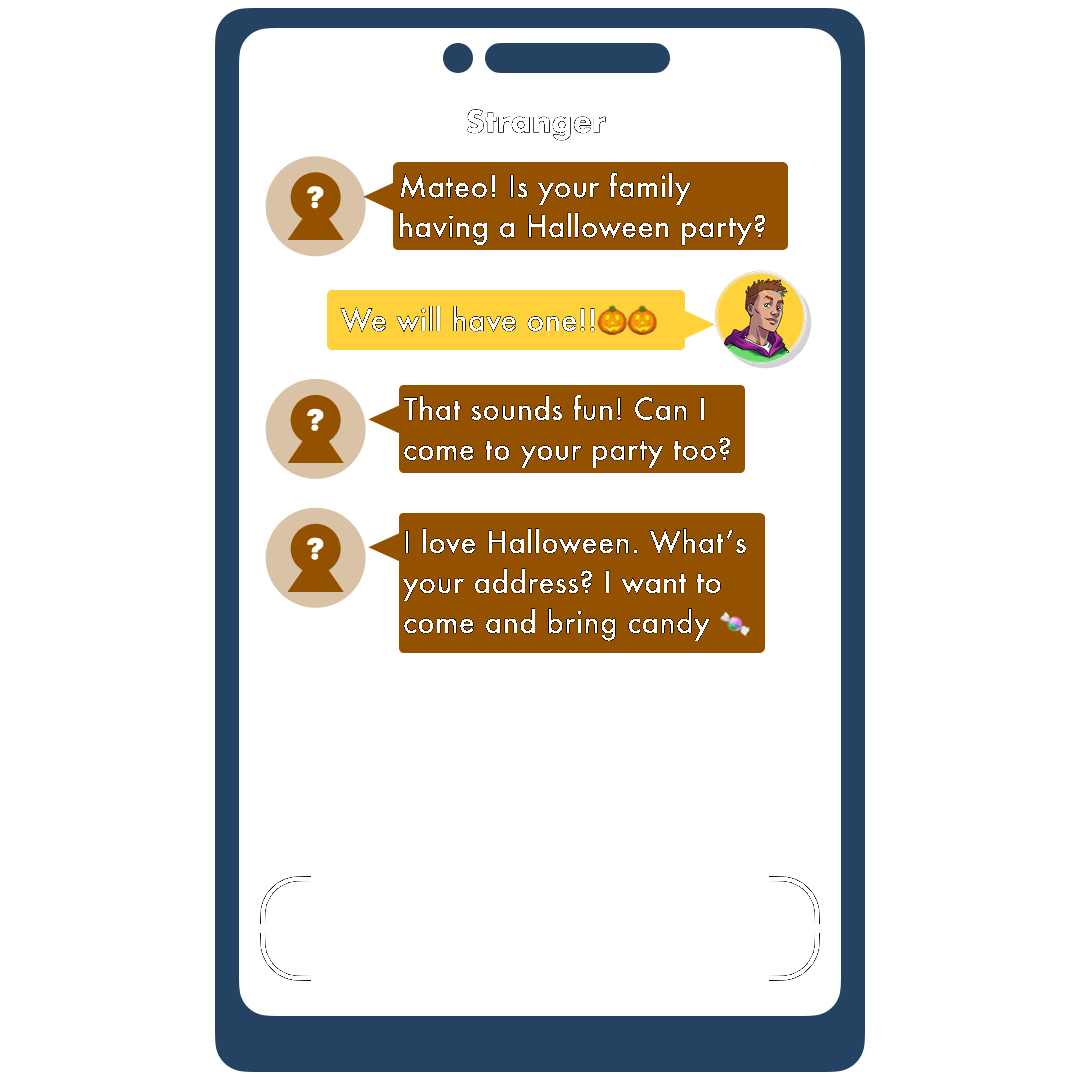 Stranger
?
Mateo! Is your family
having a Halloween party?
We will have one!!🎃🎃
?
That sounds fun! Can I
come to your party too?
?
I love Halloween. What’s
your address? I want to
come and bring candy 🍬